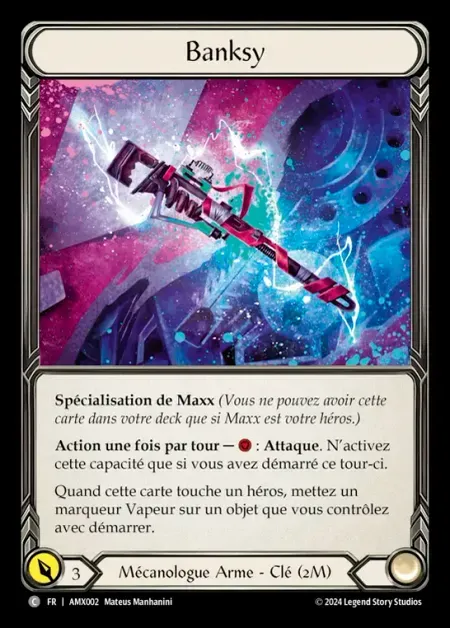 Banksy
Spécialisation de Maxx (Vous ne pouvez avoir cette
carte dans votre deck que si Maxx est votre héros.)
Action une fois par tour — : Attaque. N'activez
cette capacité que si vous avez démarré ce tour-ci.
Quand cette carte touche un héros, mettez un
marqueur Vapeur sur un objet que vous contrôlez
avec démarrer.
3
Mécanologue Arme - Clé (2M)
C FR | AMX002 Mateus Manhanini
© 2024 Legend Story Studios